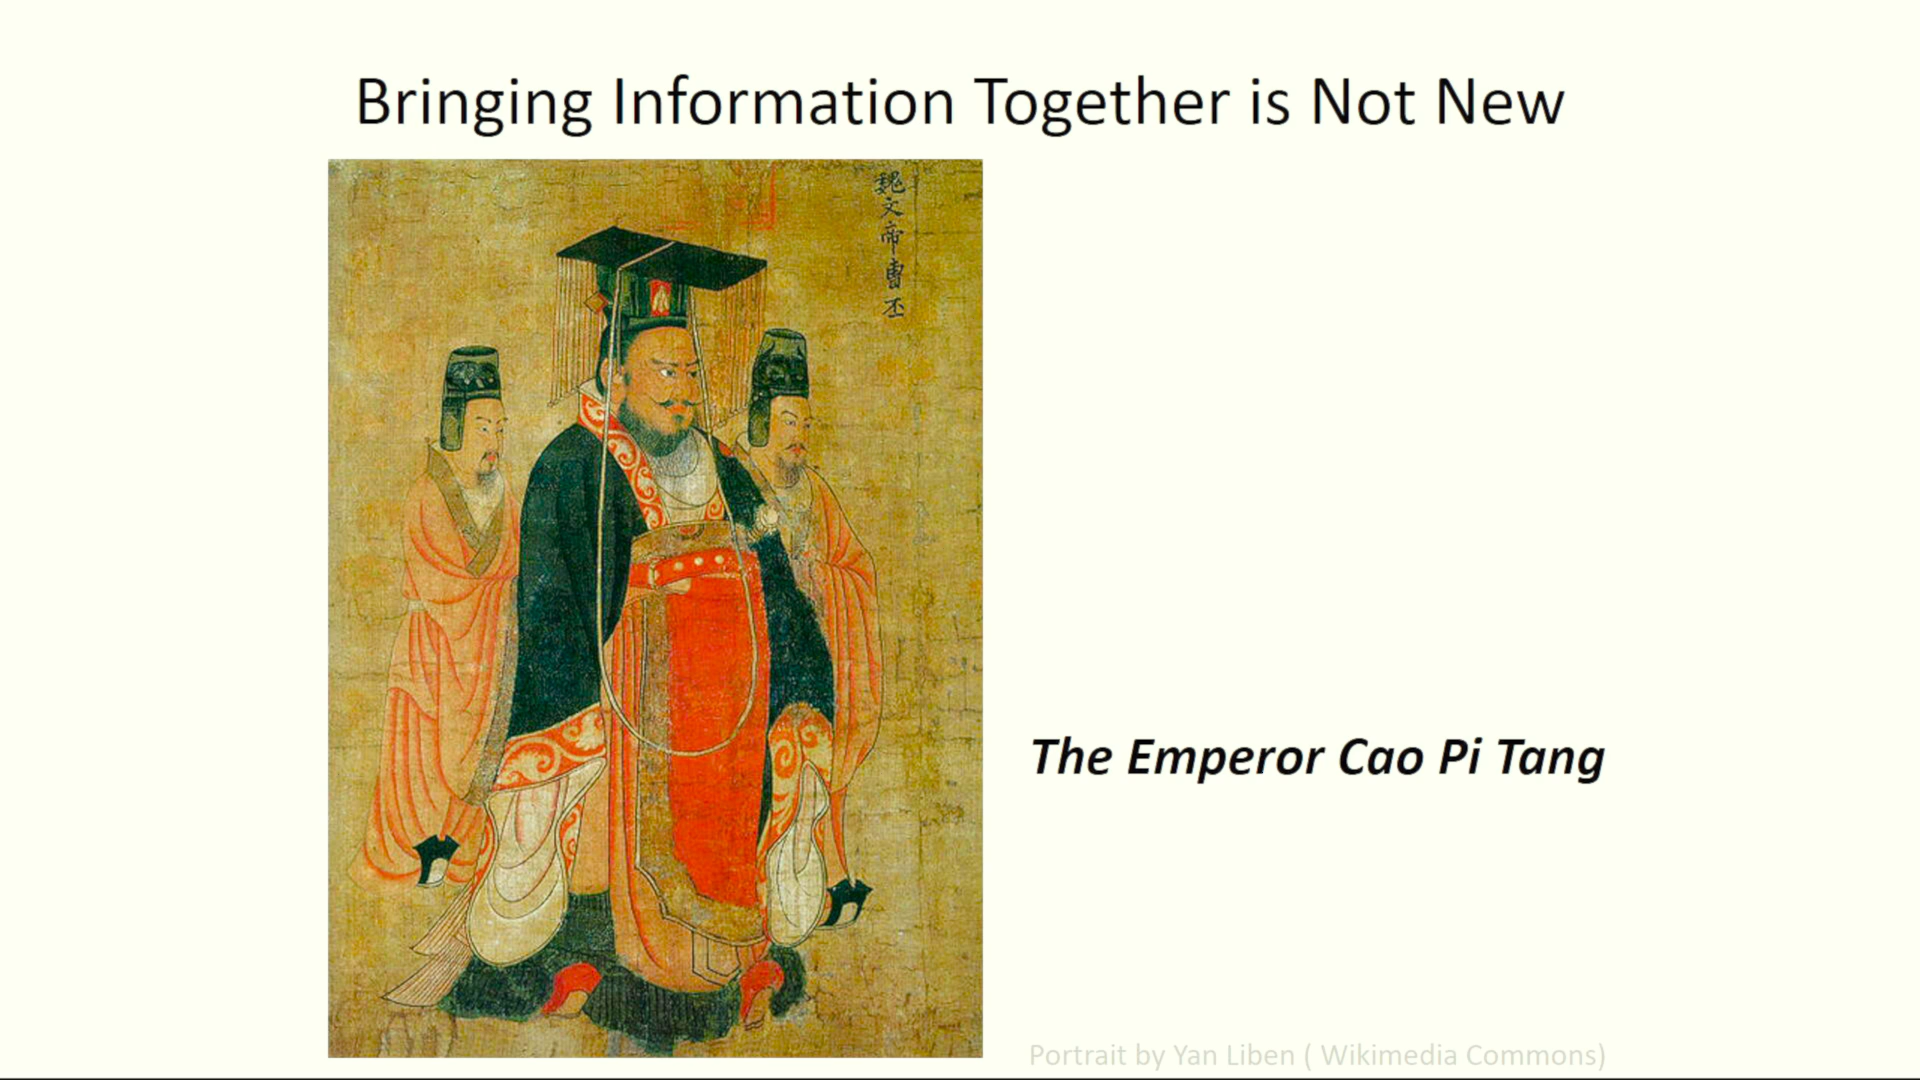 Bringing Information Together is Not New
魏文帝曹丕
The Emperor Cao Pi Tang
Portrait by Yan Liben ( Wikimedia Commons)